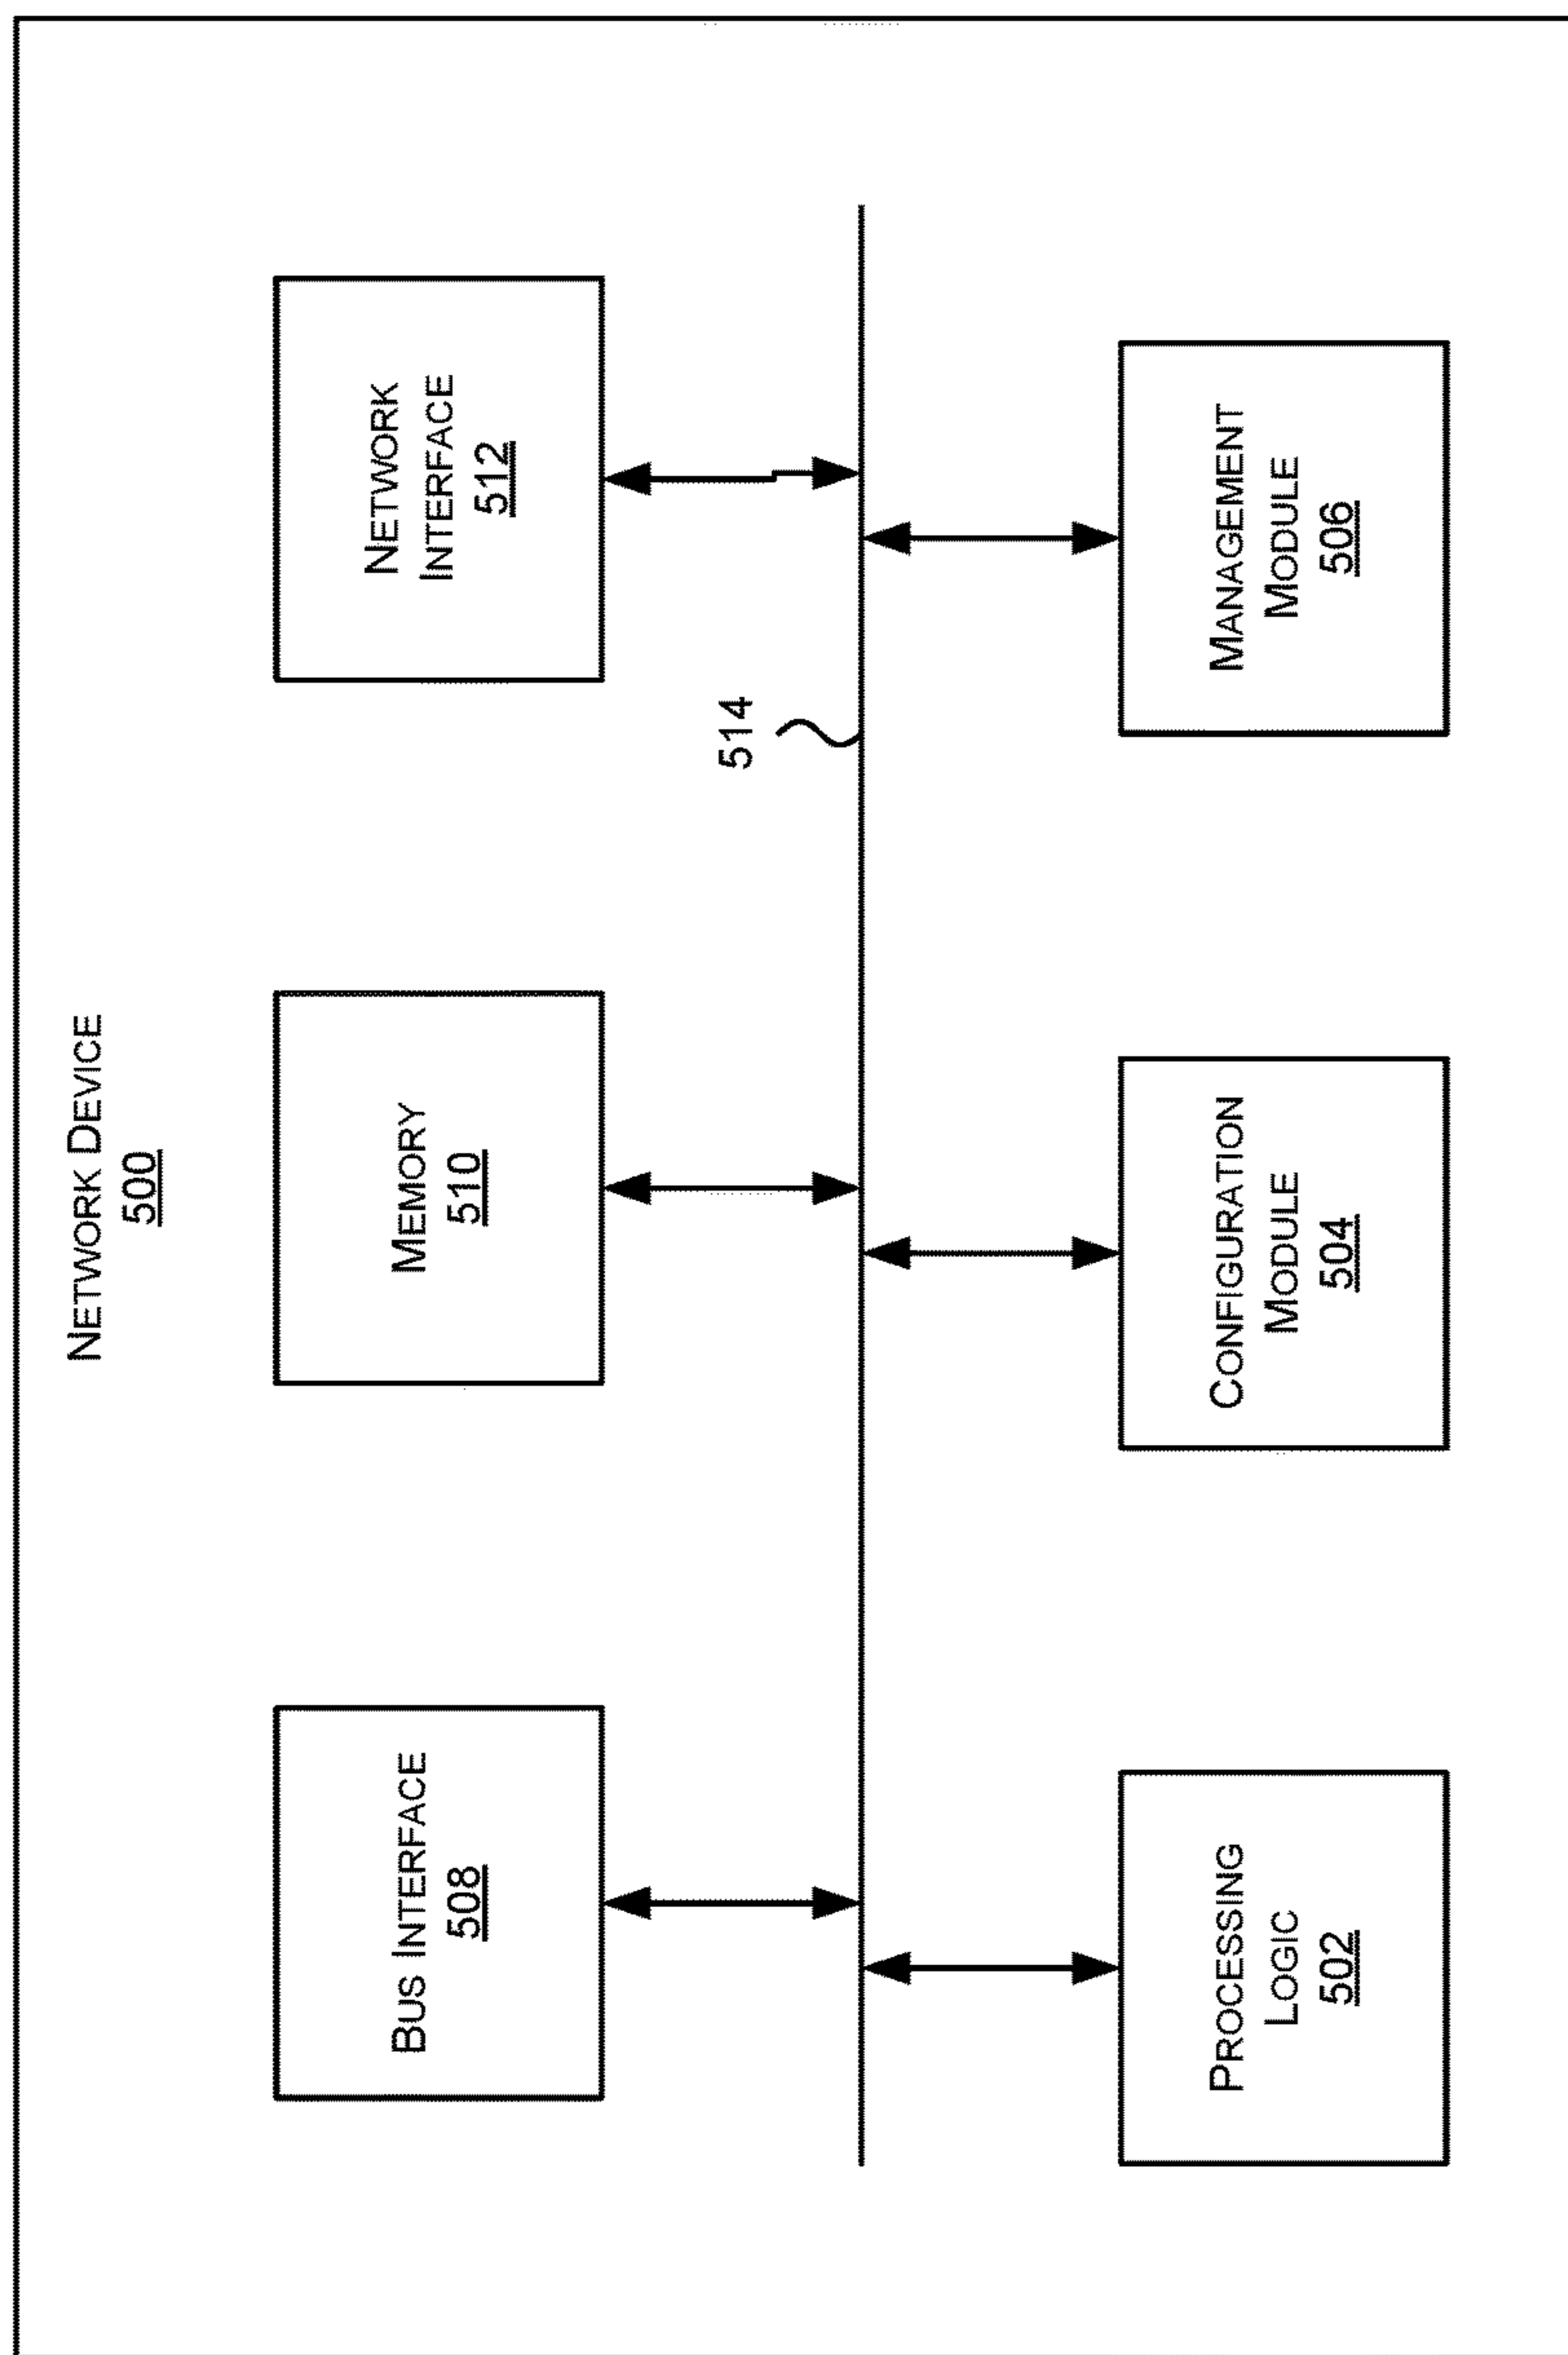 NETWORK DEVICE
500
BUS INTERFACE
508
MEMORY
510
NETWORK
INTERFACE
512
514
PROCESSING
LOGIC
502
CONFIGURATION
MODULE
504
MANAGEMENT
MODULE
506